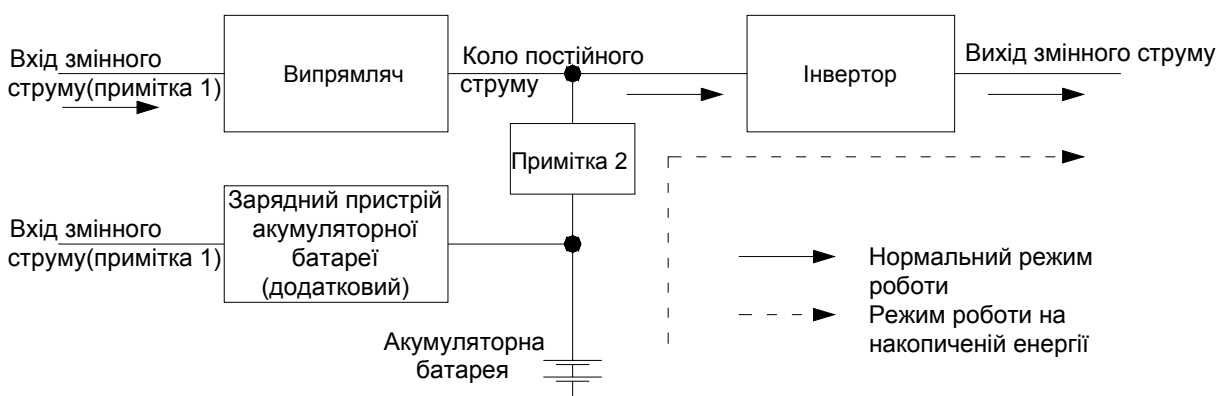 Вхід змінного
струму(примітка 1)
Випрямляч
Коло постійного
струму
Інвертор
Вихід змінного струму
Примітка 2
Вхід змінного
струму(примітка 1)
Зарядний пристрій
акумуляторної
батареї
(додатковий)
Нормальний режим
роботи
Режим роботи на
накопиченій енергії
Акумуляторна
батарея